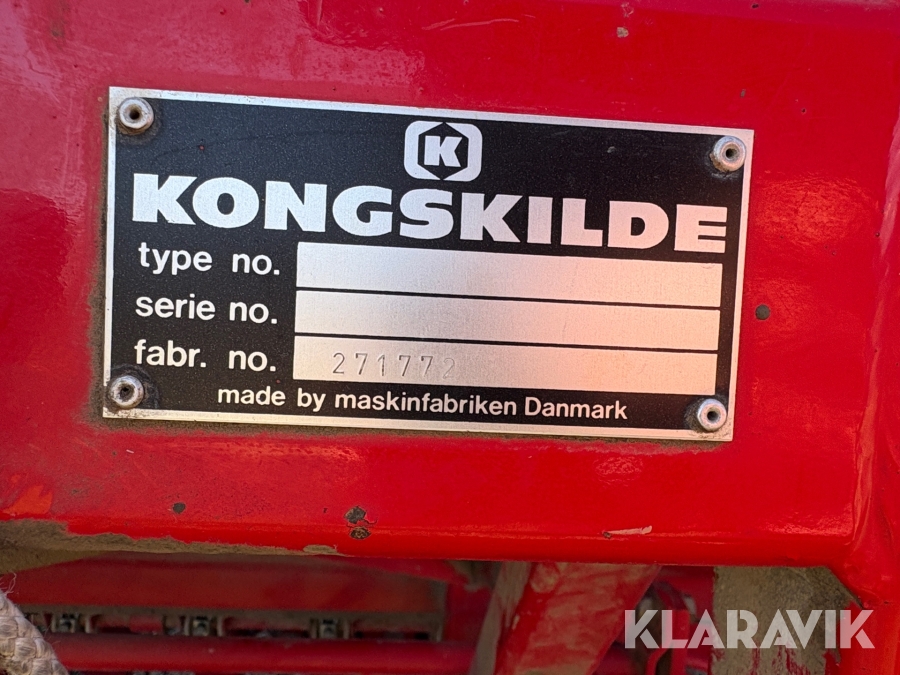 K
KONGSKILDE
type no.
serie no.
fabr. no. 271772
made by maskinfabriken Danmark
KLARAVIK